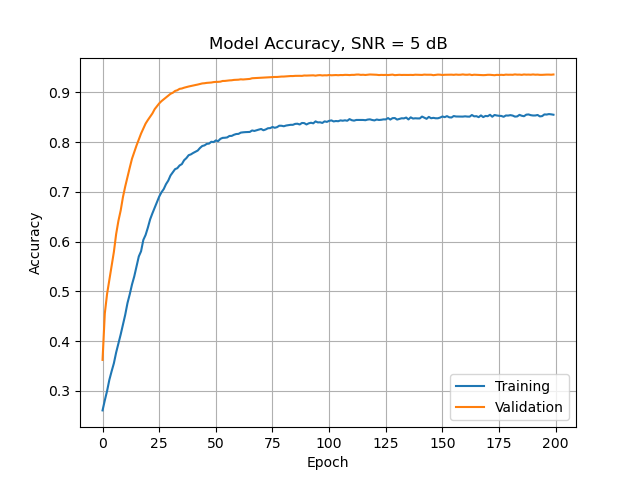 Model Accuracy, SNR = 5 dB
Accuracy
0.9
0.8
0.7
0.6
0.5
0.4
0.3
Training
Validation
0 25 50 75 100 125 150 175 200
Epoch